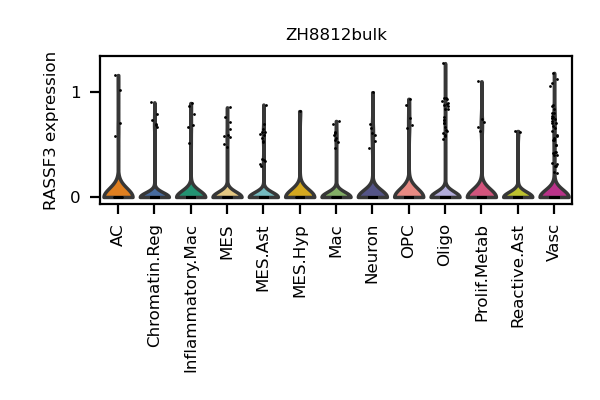 ZH8812bulk
RASSF3 expression
1
0
AC
Chromatin.Reg
Inflammatory.Mac
MES
MES.Ast
MES.Hyp
Mac
Neuron
OPC
Oligo
Prolif.Metab
Reactive.Ast
Vasc